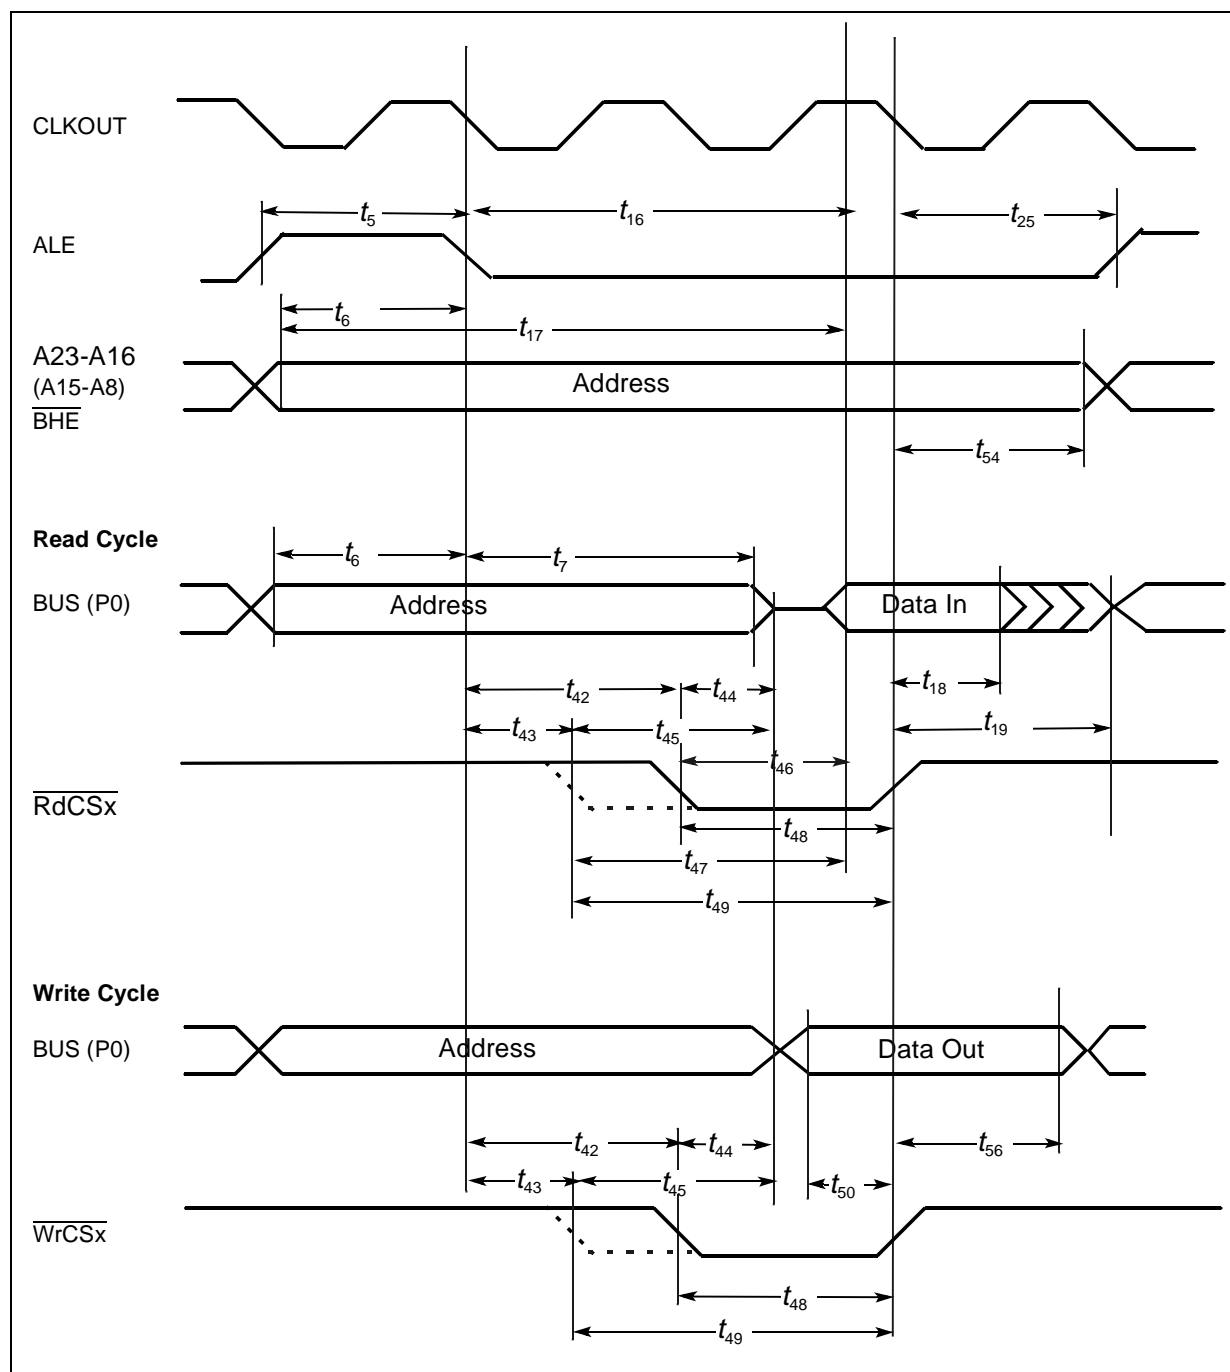 CLKOUT
t5
t16
t25
ALE
t6
t17
A23-A16
(A15-A8)
BHE
Address
t54
Read Cycle
t6
t7
BUS (P0)
Address
Data In
t42
t44
t18
t43
t45
t19
t46
RdCSx
t48
t47
t49
Write Cycle
BUS (P0)
Address
Data Out
t42
t44
t56
t43
t45
t50
WrCSx
t48
t49